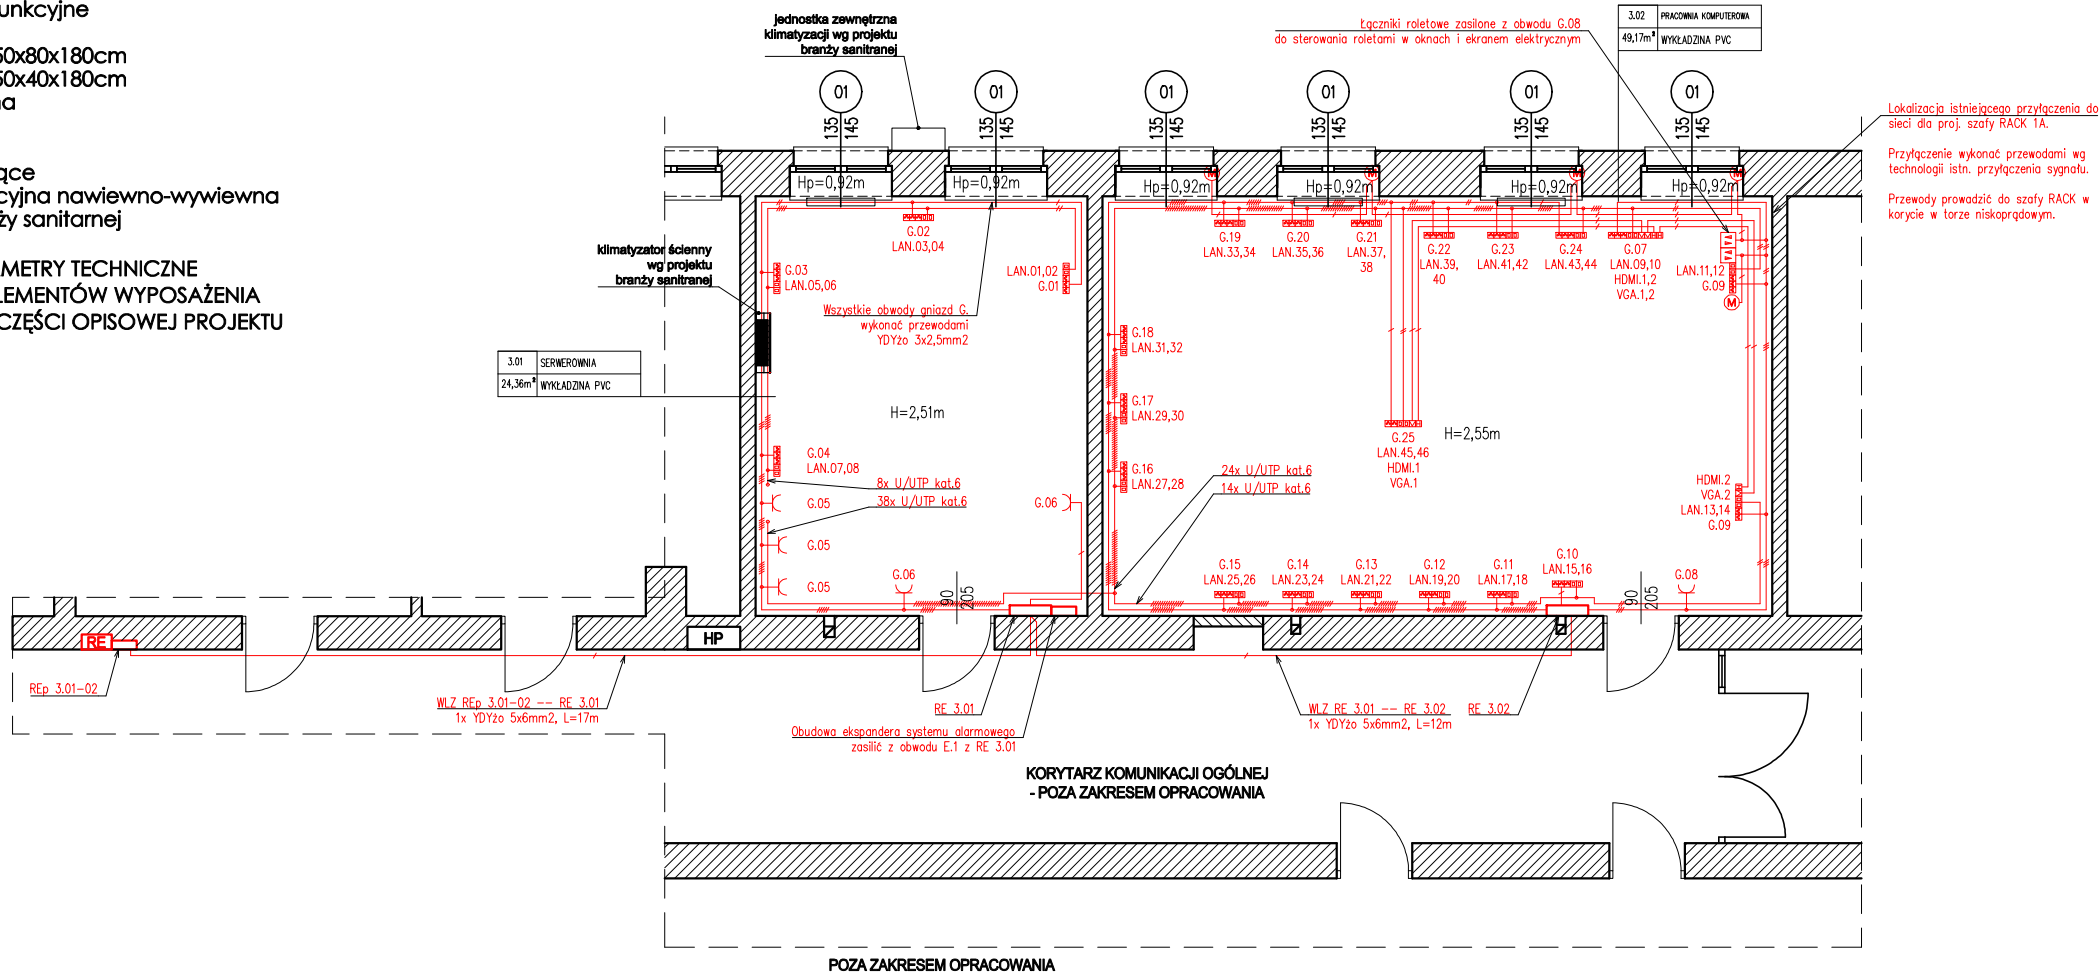 unkcyjne
60x80x180cm
60x40x180cm
na
ące
cyjna nawiewno-wywiewna
ży sanitarnej
METRY TECHNICZNE
LEMENTÓW WYPOSAŻENIA
CZĘŚCI OPISOWEJ PROJEKTU
jednostka zewnętrzna
klimatyzacji wg projektu
branży sanitranej
Łączniki roletowe zasilone z obwodu G.08
do sterowania roletami w oknach i ekranem elektrycznym
3.02 PRACOWNIA KOMPUTEROWA
49,17m² WYKŁADZINA PVC
Lokalizacja istniejącego przyłączenia do
sieci dla proj. szafy RACK 1A.
Przyłączenie wykonać przewodami wg
technologii istn. przyłączenia sygnału.
Przewody prowadzić do szafy RACK w
korycie w torze niskoprądowym.
01
01
01
01
01
01
135
145
135
145
135
145
135
145
135
145
135
145
Hp=0,92m
Hp=0,92m
Hp=0,92m
Hp=0,92m
Hp=0,92m
Hp=0,92m
M
M
M
M
G.02
LAN.03,04
G.03
LAN.05,06
LAN.01,02
G.01
klimatyzator ścienny
wg projektu
branży sanitranej
Wszystkie obwody gniazd G.
wykonać przewodami
YDYżo 3x2,5mm2
3.01 SERWEROWNIA
24,36m² WYKŁADZINA PVC
H=2,51m
G.04
LAN.07,08
8x U/UTP kat.6
38x U/UTP kat.6
G.05
G.05
G.05
G.06
G.06
90
205
G.19
LAN.33,34
G.20
LAN.35,36
G.21
LAN.37,
38
G.22
LAN.39,
40
G.23
LAN.41,42
G.24
LAN.43,44
G.07
LAN.09,10
HDMI.1,2
VGA.1,2
LAN.11,12
G.09
M
G.18
LAN.31,32
G.17
LAN.29,30
G.16
LAN.27,28
G.25
LAN.45,46
HDMI.1
VGA.1
H=2,55m
24x U/UTP kat.6
14x U/UTP kat.6
HDMI.2
VGA.2
LAN.13,14
G.09
G.15
LAN.25,26
G.14
LAN.23,24
G.13
LAN.21,22
G.12
LAN.19,20
G.11
LAN.17,18
G.10
LAN.15,16
G.08
90
205
RE
HP
REp 3.01-02
WLZ REp 3.01-02 -- RE 3.01
1x YDYżo 5x6mm2, L=17m
RE 3.01
Obudowa ekspandera systemu alarmowego
zasilić z obwodu E.1 z RE 3.01
WLZ RE 3.01 -- RE 3.02
1x YDYżo 5x6mm2, L=12m
RE 3.02
KORYTARZ KOMUNIKACJI OGÓLNEJ
- POZA ZAKRESEM OPRACOWANIA
POZA ZAKRESEM OPRACOWANIA